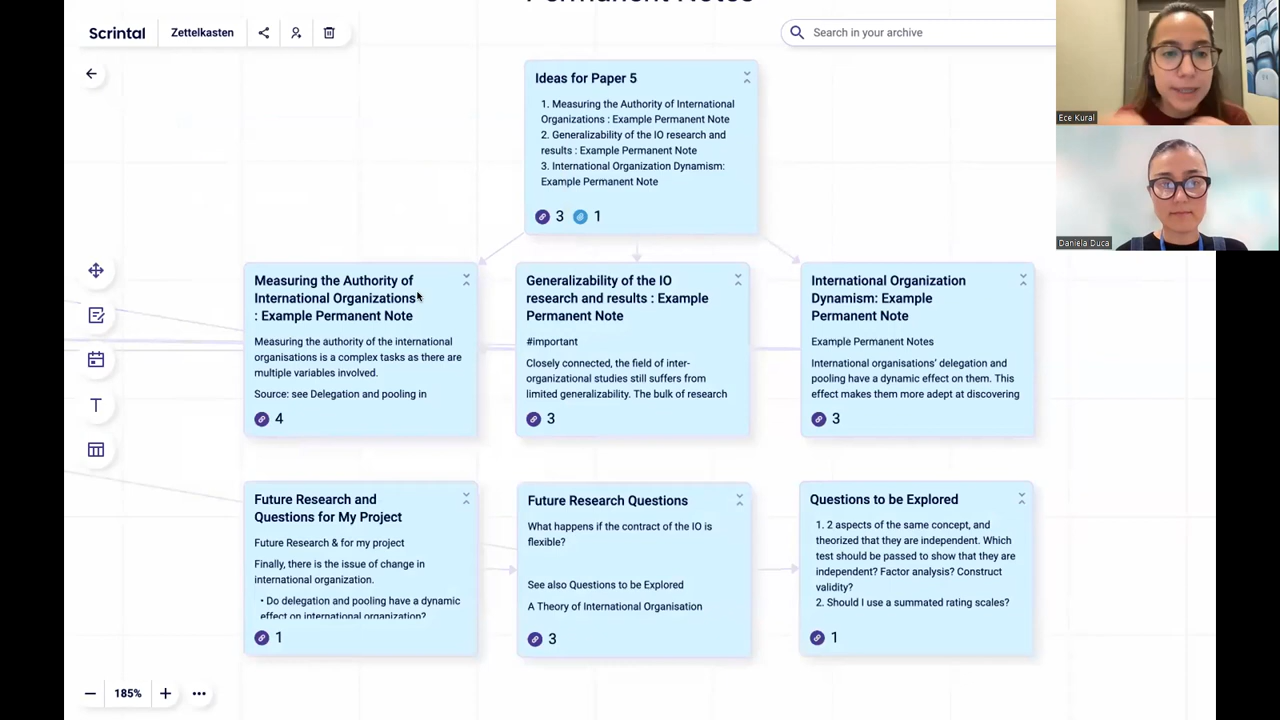 Permanent Notes
Scrintal
Zettelkasten
Search in your archive
Ece Kural
Daniela Duca
Ideas for Paper 5
1. Measuring the Authority of International
Organizations : Example Permanent Note
2. Generalizability of the IO research and
results : Example Permanent Note
3. International Organization Dynamism:
Example Permanent Note
3
1
Measuring the Authority of
International Organizations
: Example Permanent Note
Measuring the authority of the international
organisations is a complex tasks as there are
multiple variables involved.
Source: see Delegation and pooling in
4
Generalizability of the IO
research and results : Example
Permanent Note
#important
Closely connected, the field of inter-
organizational studies still suffers from
limited generalizability. The bulk of research
3
International Organization
Dynamism: Example
Permanent Note
Example Permanent Notes
International organisations' delegation and
pooling have a dynamic effect on them. This
effect makes them more adept at discovering
3
Future Research and
Questions for My Project
Future Research & for my project
Finally, there is the issue of change in
international organization.
• Do delegation and pooling have a dynamic
effect on international organization?
1
Future Research Questions
What happens if the contract of the IO is
flexible?
See also Questions to be Explored
A Theory of International Organisation
3
Questions to be Explored
1. 2 aspects of the same concept, and
theorized that they are independent. Which
test should be passed to show that they are
independent? Factor analysis? Construct
validity?
2. Should I use a summated rating scales?
1
185%